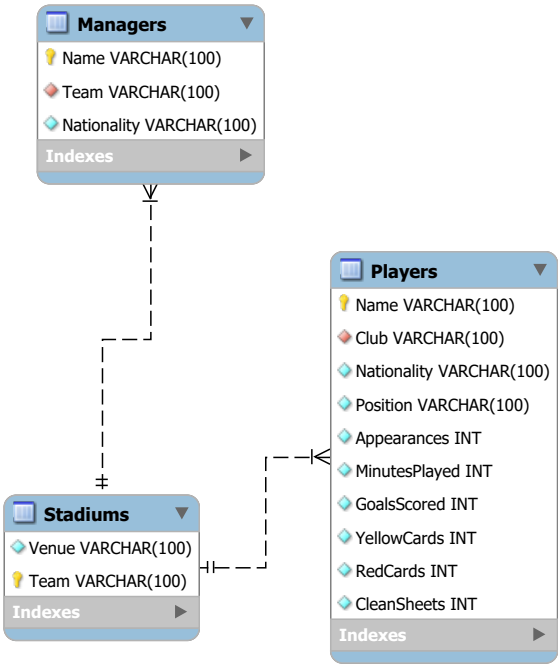 Managers
Name VARCHAR(100)
Team VARCHAR(100)
Nationality VARCHAR(100)
Indexes
Players
Name VARCHAR(100)
Club VARCHAR(100)
Nationality VARCHAR(100)
Position VARCHAR(100)
Appearances INT
MinutesPlayed INT
GoalsScored INT
YellowCards INT
RedCards INT
CleanSheets INT
Indexes
Stadiums
Venue VARCHAR(100)
Team VARCHAR(100)
Indexes